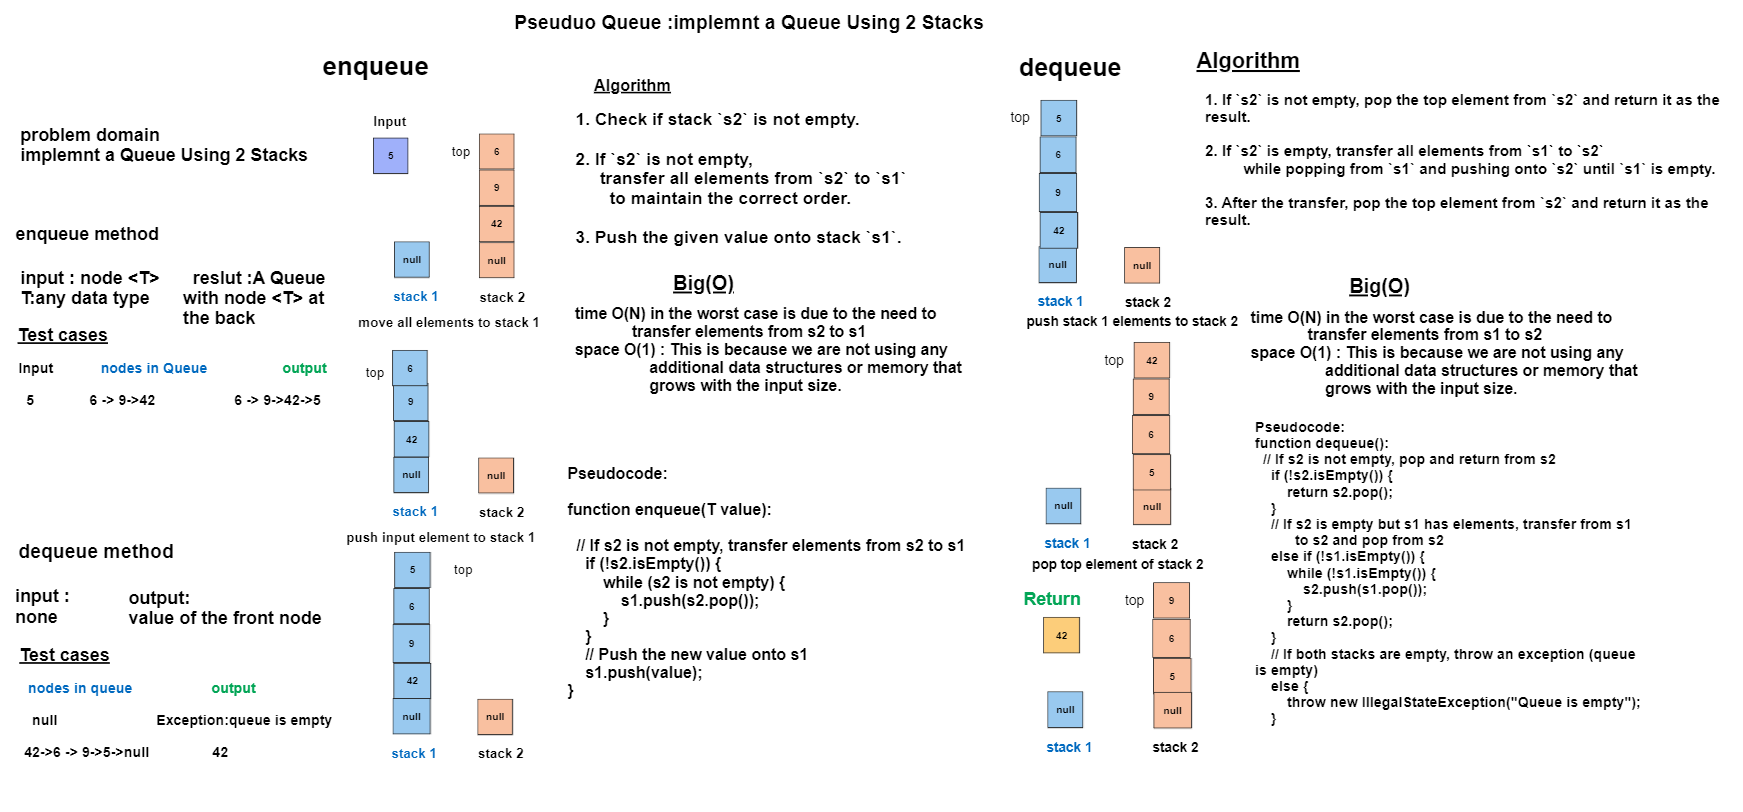 Pseuduo Queue :implemnt a Queue Using 2 Stacks
problem domain
implemnt a Queue Using 2 Stacks
enqueue method
input : node <T>
T:any data type
reslut :A Queue
with node <T> at
the back
Test cases
Input nodes in Queue output
5 6 -> 9->42 6 -> 9->42->5
dequeue method
input :
none
output:
value of the front node
Test cases
nodes in queue output
null Exception:queue is empty
42->6 -> 9->5->null 42
enqueue
Input
5
top
6
9
42
null
null
stack 1
stack 2
move all elements to stack 1
top
6
9
42
null
null
stack 1
stack 2
push input element to stack 1
5
top
6
9
42
null
null
stack 1
stack 2
Algorithm
1. Check if stack `s2` is not empty.
2. If `s2` is not empty,
transfer all elements from `s2` to `s1`
to maintain the correct order.
3. Push the given value onto stack `s1`.
Big(O)
time O(N) in the worst case is due to the need to
transfer elements from s2 to s1
space O(1) : This is because we are not using any
additional data structures or memory that
grows with the input size.
Pseudocode:
function enqueue(T value):
// If s2 is not empty, transfer elements from s2 to s1
if (!s2.isEmpty()) {
while (s2 is not empty) {
s1.push(s2.pop());
}
}
// Push the new value onto s1
s1.push(value);
}
dequeue
top
5
6
9
42
null
null
stack 1
stack 2
push stack 1 elements to stack 2
top
42
9
6
5
null
null
stack 1
stack 2
pop top element of stack 2
Return
42
top
9
6
5
null
null
stack 1
stack 2
Algorithm
1. If `s2` is not empty, pop the top element from `s2` and return it as the
result.
2. If `s2` is empty, transfer all elements from `s1` to `s2`
while popping from `s1` and pushing onto `s2` until `s1` is empty.
3. After the transfer, pop the top element from `s2` and return it as the
result.
Big(O)
time O(N) in the worst case is due to the need to
transfer elements from s1 to s2
space O(1) : This is because we are not using any
additional data structures or memory that
grows with the input size.
Pseudocode:
function dequeue():
// If s2 is not empty, pop and return from s2
if (!s2.isEmpty()) {
return s2.pop();
}
// If s2 is empty but s1 has elements, transfer from s1
to s2 and pop from s2
else if (!s1.isEmpty()) {
while (!s1.isEmpty()) {
s2.push(s1.pop());
}
return s2.pop();
}
// If both stacks are empty, throw an exception (queue
is empty)
else {
throw new IllegalStateException("Queue is empty");
}